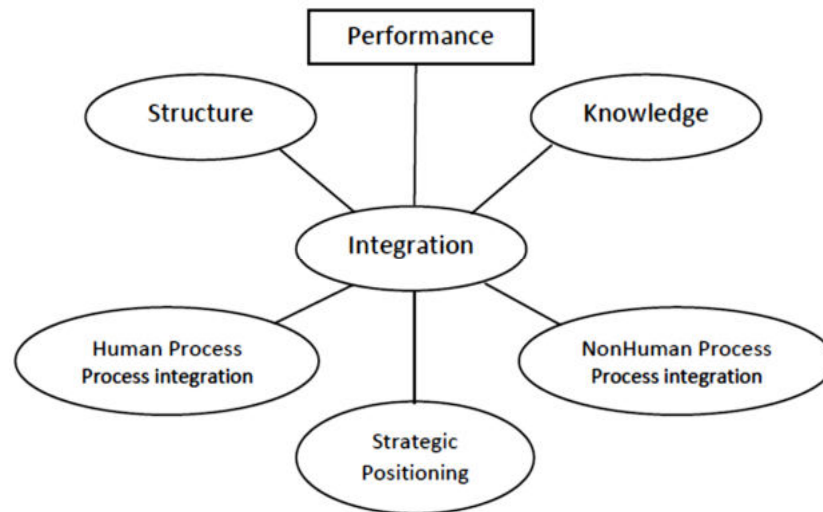 Performance
Structure
Knowledge
Integration
Human Process
Process integration
NonHuman Process
Process integration
Strategic
Positioning